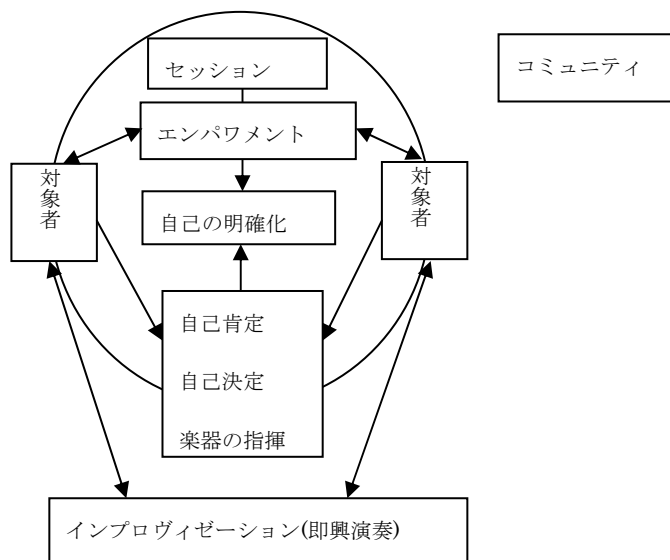 セッション
コミュニティ
エンパワメント
対象者
対象者
自己の明確化
自己肯定
自己決定
楽器の指揮
インプロヴィゼーション(即興演奏)